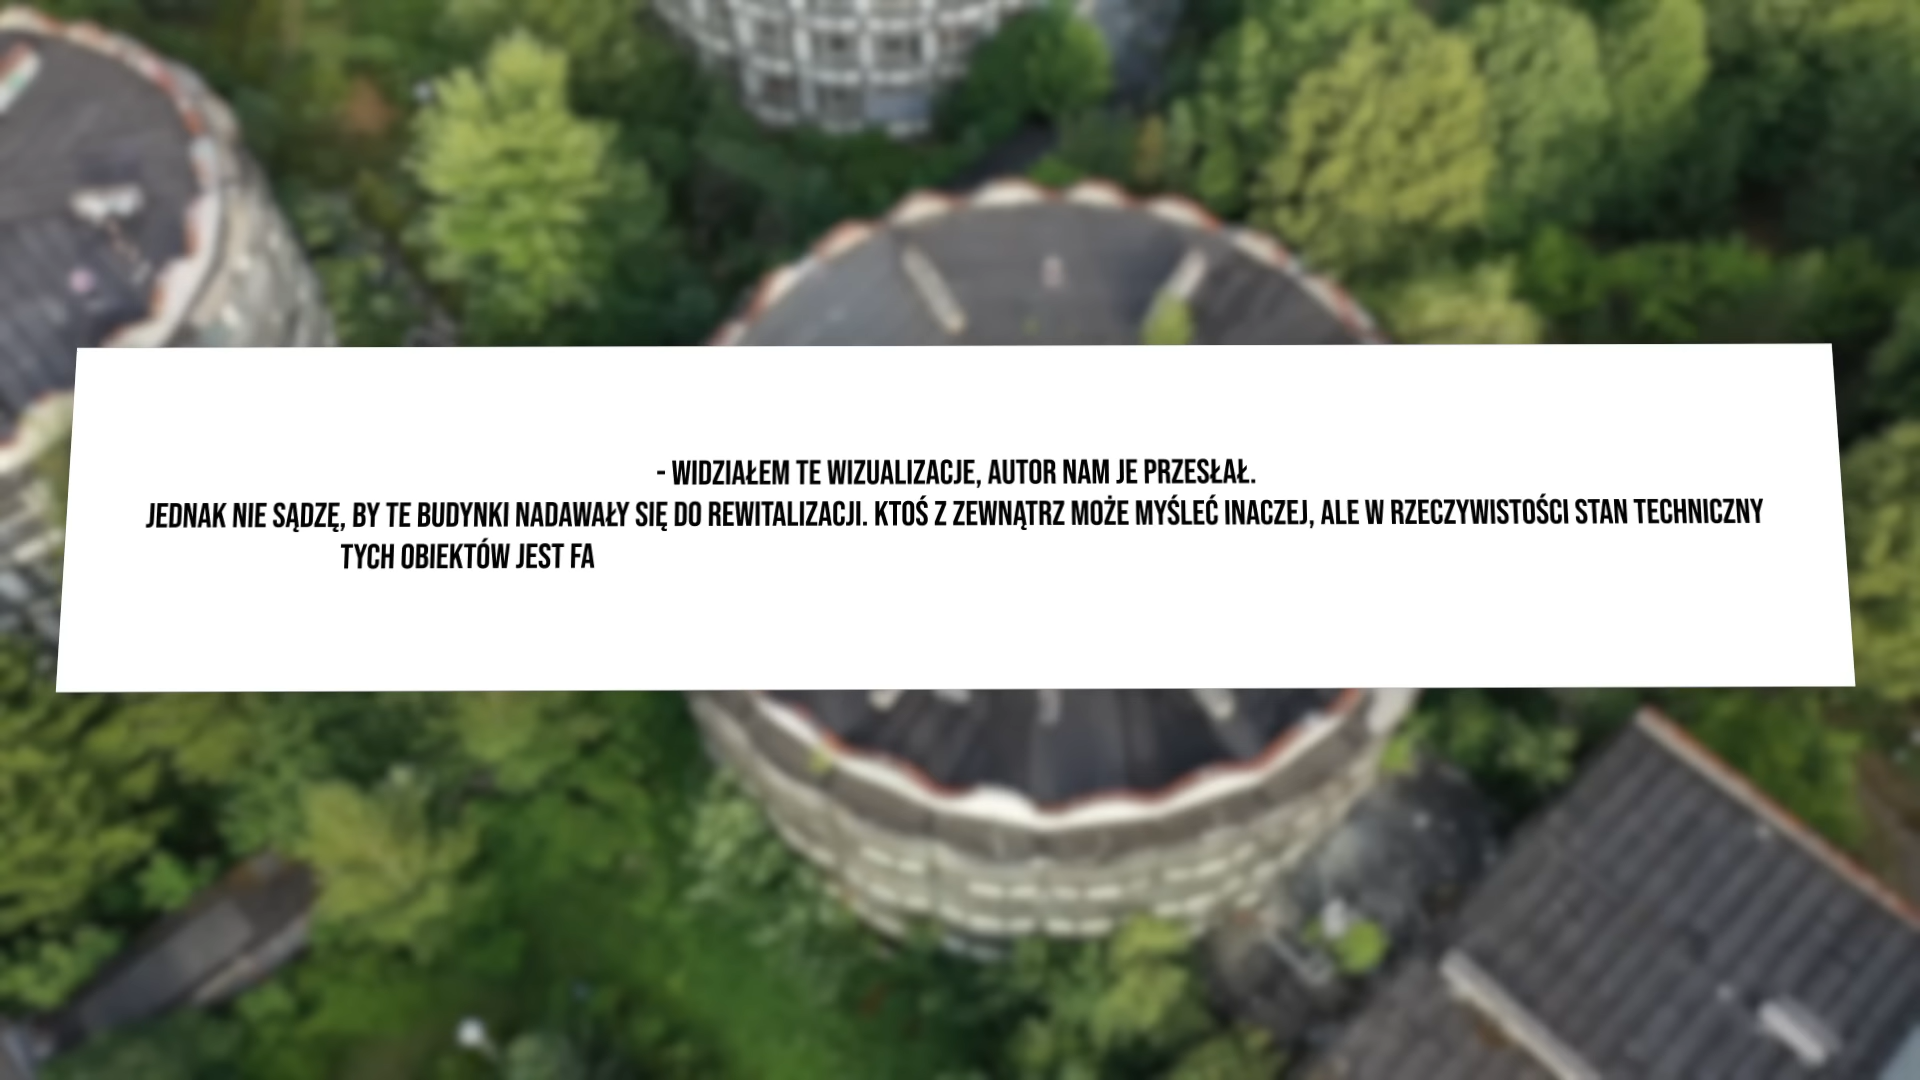 - WIDZIAŁEM TE WIZUALIZACJE, AUTOR NAM JE PRZESŁAŁ.
JEDNAK NIE SĄDZĘ, BY TE BUDYNKI NADAWAŁY SIĘ DO REWITALIZACJI. KTOŚ Z ZEWNĄTRZ MOŻE MYŚLEĆ INACZEJ, ALE W RZECZYWISTOŚCI STAN TECHNICZNY
TYCH OBIEKTÓW JEST FA